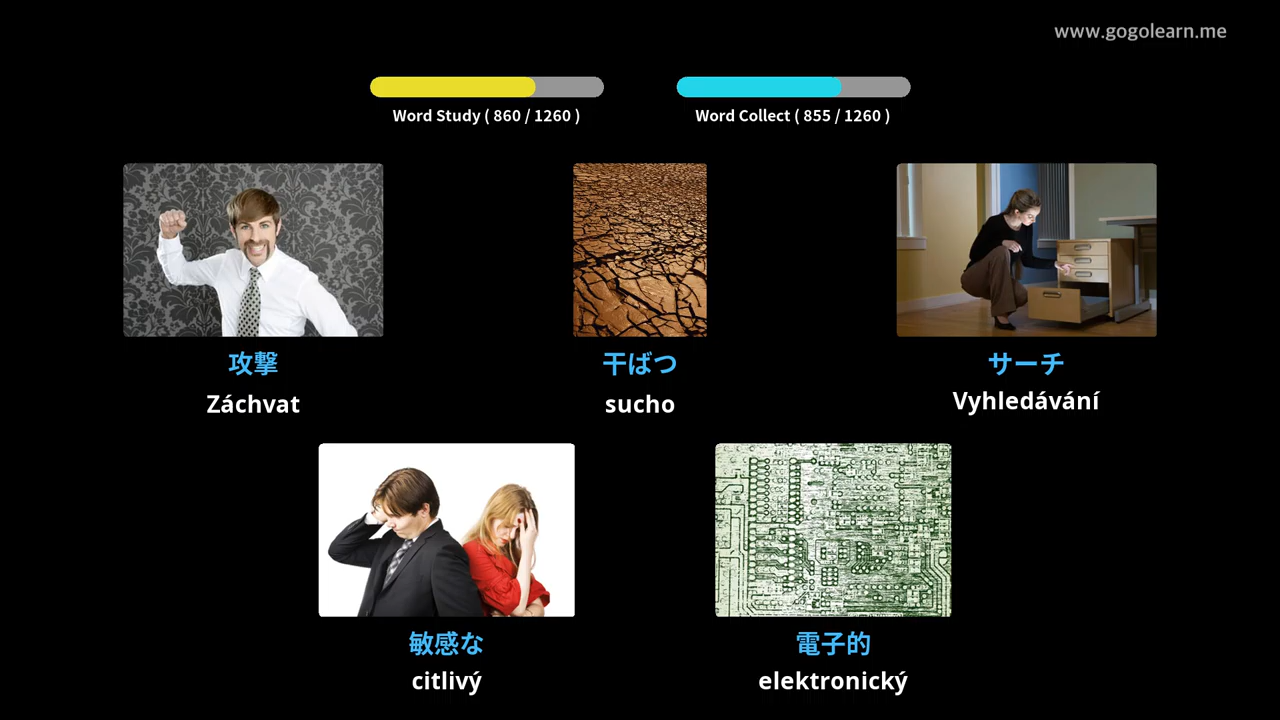 www.gogolearn.me
Word Study ( 860 / 1260 )
Word Collect ( 855 / 1260 )
攻撃
Záchvat
干ばつ
sucho
サーチ
Vyhledávání
敏感な
citlivý
電子的
elektronický